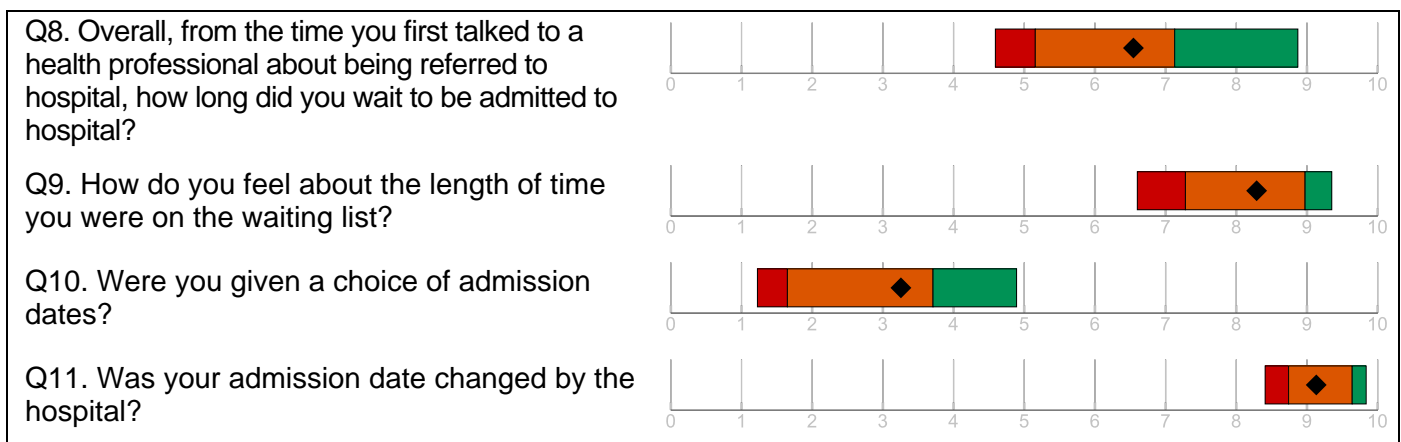 Q8. Overall, from the time you first talked to a
health professional about being referred to
hospital, how long did you wait to be admitted to
hospital?
0 1 2 3 4 5 6 7 8 9 10
Q9. How do you feel about the length of time
you were on the waiting list?
0 1 2 3 4 5 6 7 8 9 10
Q10. Were you given a choice of admission
dates?
0 1 2 3 4 5 6 7 8 9 10
Q11. Was your admission date changed by the
hospital?
0 1 2 3 4 5 6 7 8 9 10